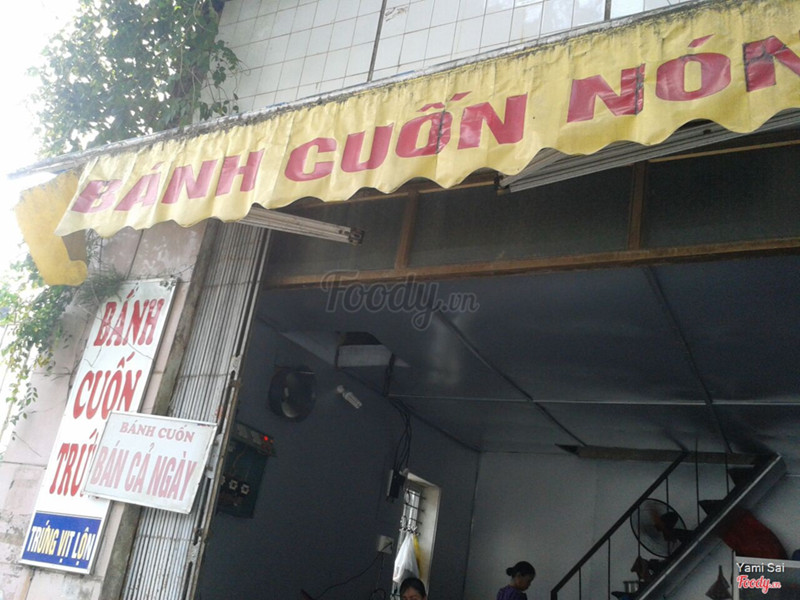 BÁNH CUỐN NÓN
BÁNH
CUỐN
TRỨ
BÁNH CUỐN
BÁN CẢ NGÀY
TRỨNG VỊT LỘN
Foody.vn
Yami Sai
Foody.vn